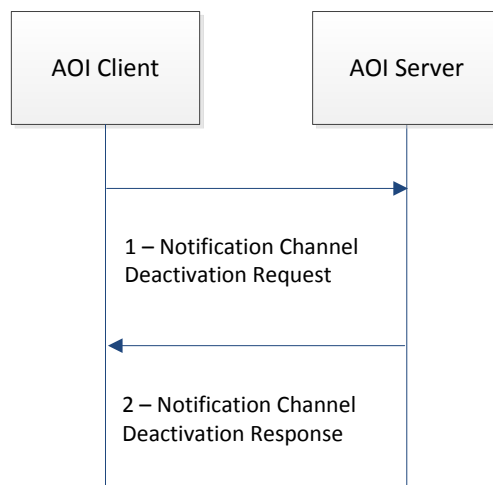 AOI Client
AOI Server
1 – Notification Channel
Deactivation Request
2 – Notification Channel
Deactivation Response